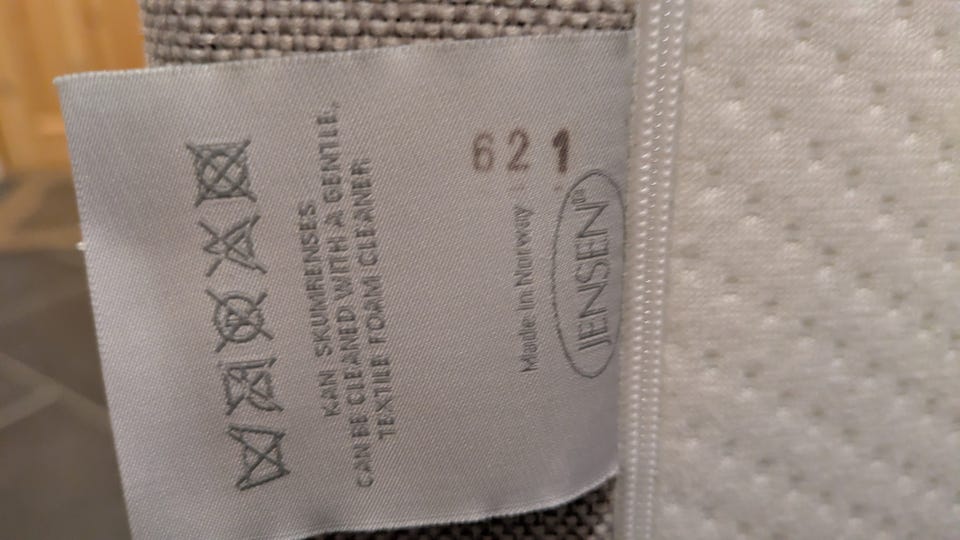 JENSEN®
Made in Norway
621
KAN SKUMRENSES
CAN BE CLEANED WITH A GENTLE,
TEXTILE FOAM CLEANER